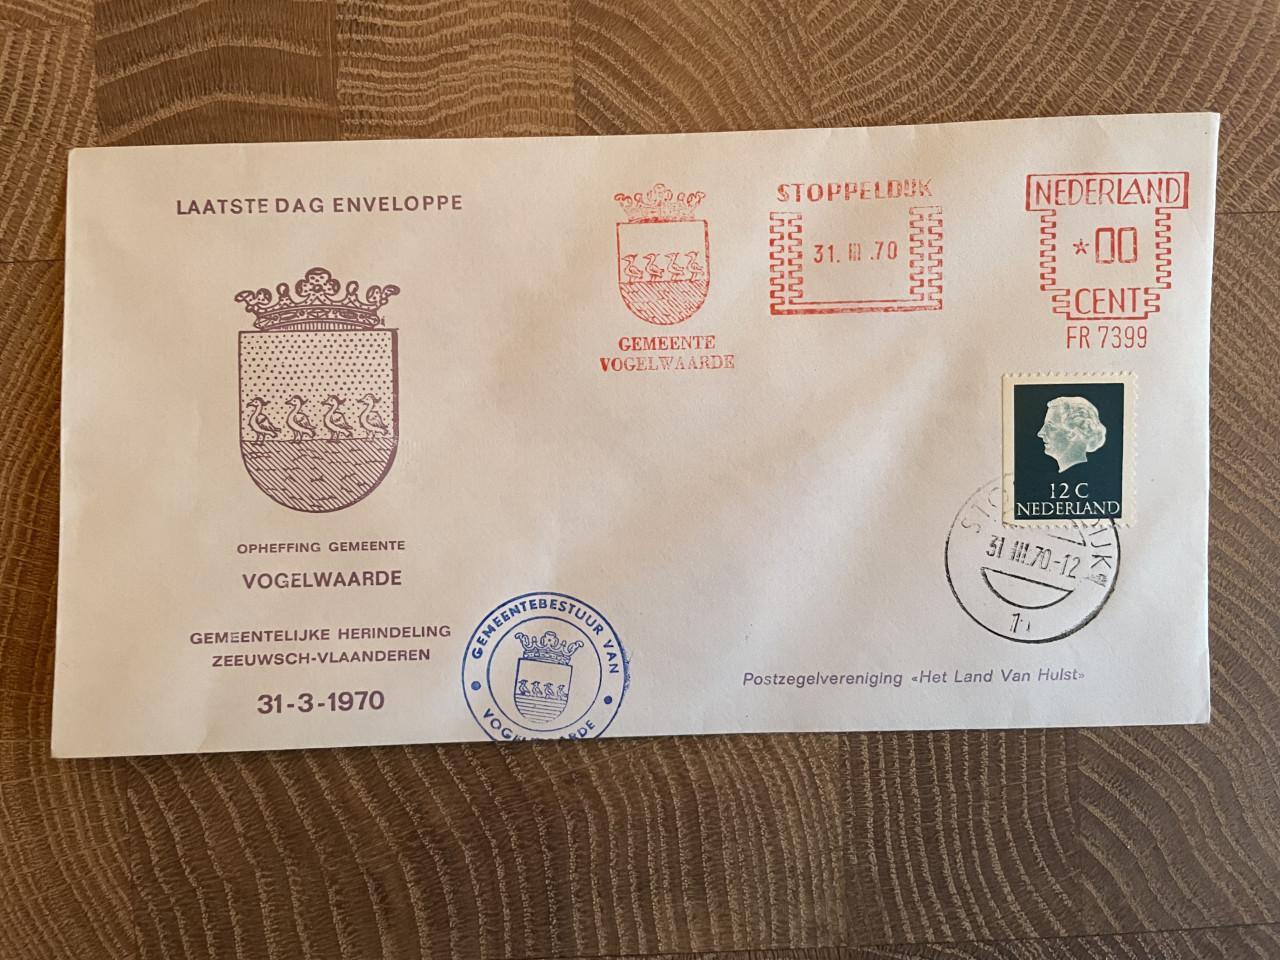 LAATSTE DAG ENVELOPPE
OPHEFFING GEMEENTE
VOGELWAARDE
GEMEENTELIJKE HERINDELING
ZEEUWSCH-VLAANDEREN
31-3-1970
GEMEENTEBESTUUR VAN
VOGELWAARDE
GEMEENTE
VOGELWAARDE
STOPPELDIJK
31. III .70
NEDERLAND
*00
CENT
FR 7399
12 C
NEDERLAND
31 III.70-12
Postzegelvereniging «Het Land Van Hulst»